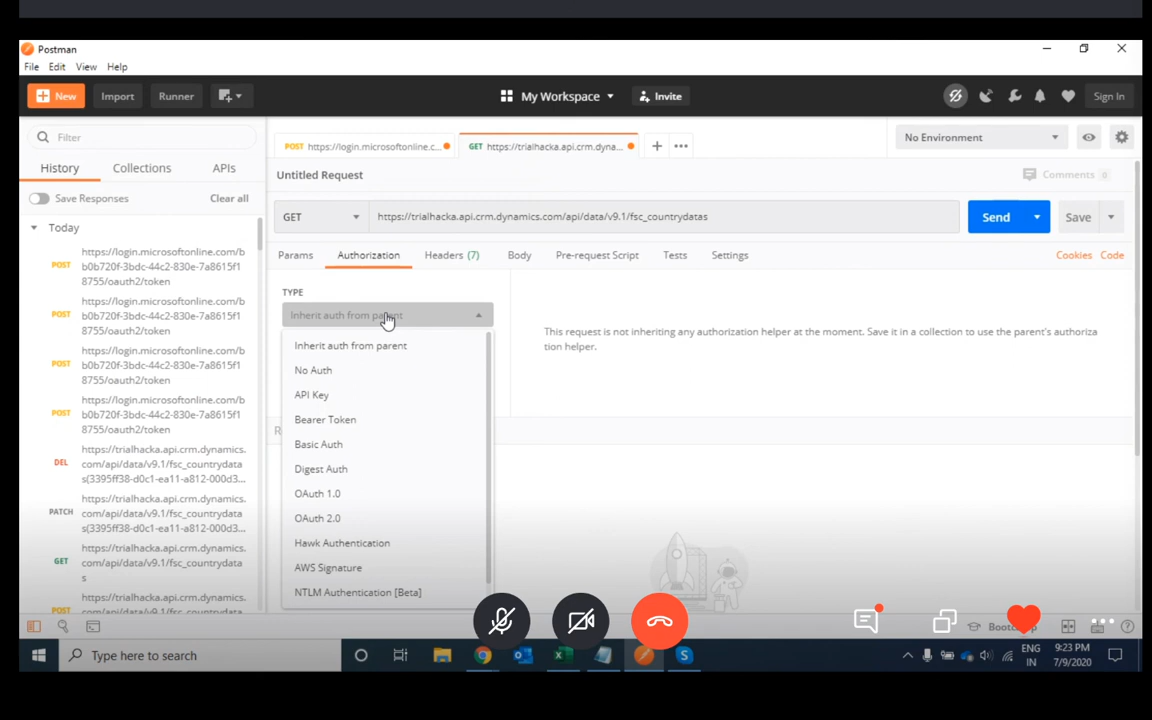 Postman
File Edit View Help
New Import Runner My Workspace Invite Sign In
Filter
History Collections APIs
Save Responses Clear all
Today
POST https://login.microsoftonline.com/b
b0b720f-3bdc-44c2-830e-7a8615f1
8755/oauth2/token
POST https://login.microsoftonline.com/b
b0b720f-3bdc-44c2-830e-7a8615f1
8755/oauth2/token
POST https://login.microsoftonline.com/b
b0b720f-3bdc-44c2-830e-7a8615f1
8755/oauth2/token
POST https://login.microsoftonline.com/b
b0b720f-3bdc-44c2-830e-7a8615f1
8755/oauth2/token
DEL https://trialhacka.api.crm.dynamics.
com/api/data/v9.1/fsc_countrydata
s(3395ff38-d0c1-ea11-a812-000d3...
PATCH https://trialhacka.api.crm.dynamics.
com/api/data/v9.1/fsc_countrydata
s(3395ff38-d0c1-ea11-a812-000d3...
GET https://trialhacka.api.crm.dynamics.
com/api/data/v9.1/fsc_countrydata
s
POST https://trialhacka.api.crm.dynamics.
POST https://login.microsoftonline.c... GET https://trialhacka.api.crm.dyna...
No Environment
Untitled Request
Comments 0
GET https://trialhacka.api.crm.dynamics.com/api/data/v9.1/fsc_countrydatas
Send Save
Params Authorization Headers (7) Body Pre-request Script Tests Settings Cookies Code
TYPE
Inherit auth from parent
Inherit auth from parent
No Auth
API Key
Bearer Token
Basic Auth
Digest Auth
OAuth 1.0
OAuth 2.0
Hawk Authentication
AWS Signature
NTLM Authentication [Beta]
This request is not inheriting any authorization helper at the moment. Save it in a collection to use the parent's authoriza
tion helper.
Type here to search
ENG
IN
9:23 PM
7/9/2020